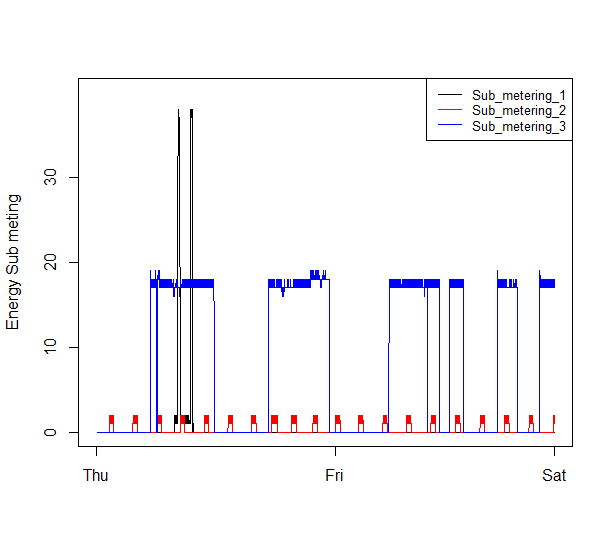 Sub_metering_1
Sub_metering_2
Sub_metering_3
Energy Sub meting
30
20
10
0
Thu Fri Sat